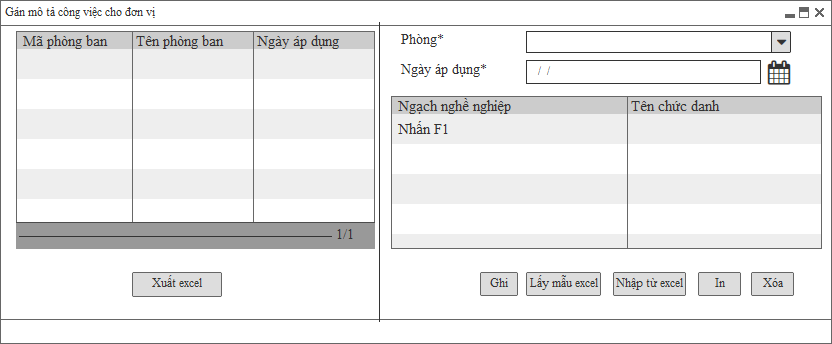 Gán mô tả công việc cho đơn vị
Mã phòng ban Tên phòng ban Ngày áp dụng
1/1
Xuất excel
Phòng*
Ngày áp dụng* / /
Ngạch nghề nghiệp Tên chức danh
Nhấn F1
Ghi Lấy mẫu excel Nhập từ excel In Xóa